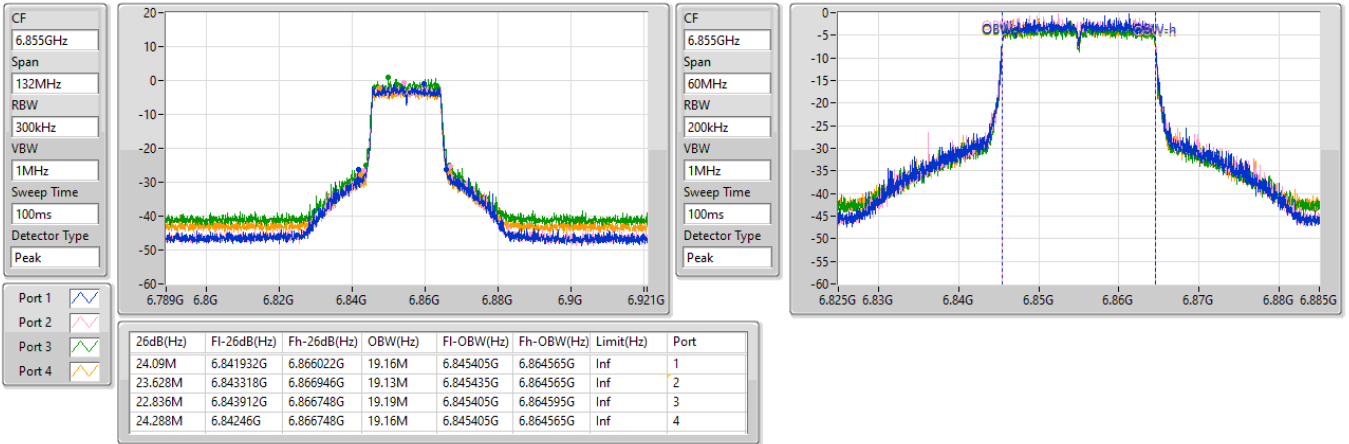 CF
6.855GHz
Span
132MHz
RBW
300kHz
VBW
1MHz
Sweep Time
100ms
Detector Type
Peak
20
10
0
-10
-20
-30
-40
-50
-60
6.789G 6.8G 6.82G 6.84G 6.86G 6.88G 6.9G 6.921G
CF
6.855GHz
Span
60MHz
RBW
200kHz
VBW
1MHz
Sweep Time
100ms
Detector Type
Peak
0
-5
-10
-15
-20
-25
-30
-35
-40
-45
-50
-55
-60
OBW-h
6.825G 6.83G 6.84G 6.85G 6.86G 6.87G 6.88G 6.885G
Port 1
Port 2
Port 3
Port 4
26dB(Hz) Fl-26dB(Hz) Fh-26dB(Hz) OBW(Hz) Fl-OBW(Hz) Fh-OBW(Hz) Limit(Hz) Port
24.09M 6.841932G 6.866022G 19.16M 6.845405G 6.864565G Inf 1
23.628M 6.843318G 6.866946G 19.13M 6.845435G 6.864565G Inf 2
22.836M 6.843912G 6.866748G 19.19M 6.845405G 6.864595G Inf 3
24.288M 6.84246G 6.866748G 19.16M 6.845405G 6.864565G Inf 4